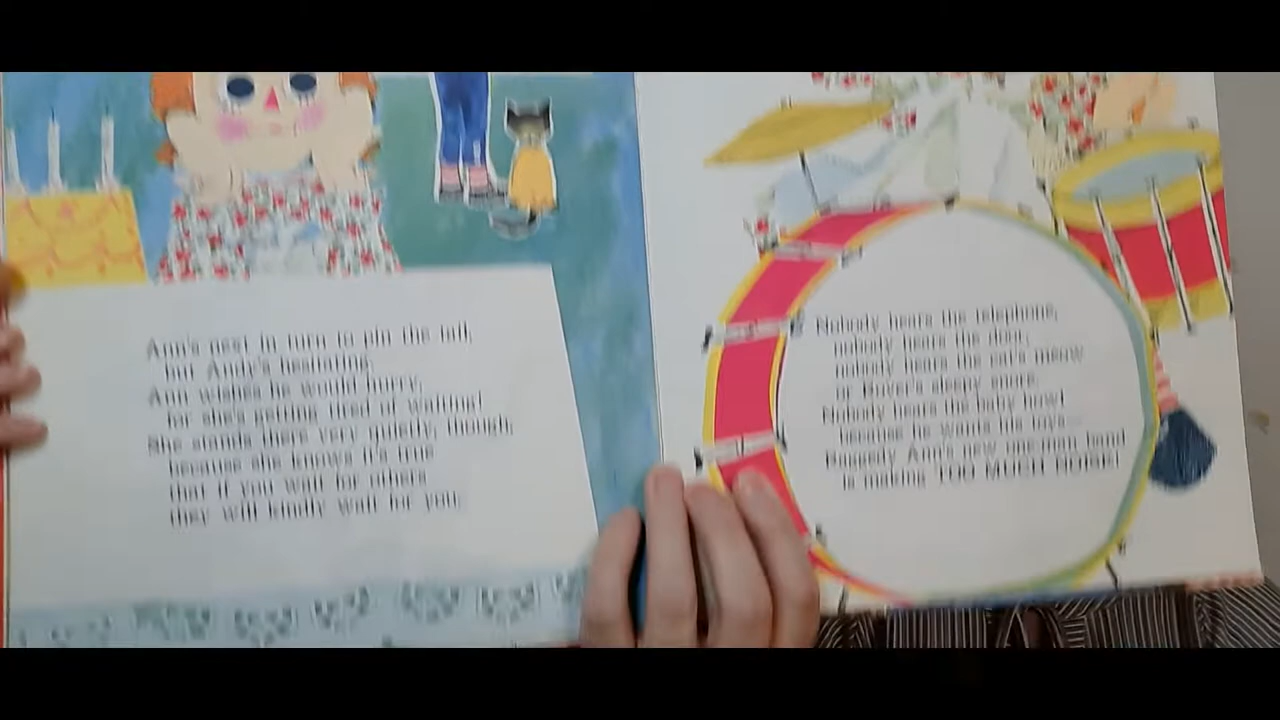 Ann's next in turn to pin the tail,
but Andy's hesitating.
Ann wishes he would hurry,
for she's getting tired of waiting!
She stands there very quietly, though,
because she knows it's true
that if you wait for others
they will kindly wait for you.
Nobody hears the telephone,
nobody hears the door,
nobody hears the cat's meow
or Rover's sleepy snore.
Nobody hears the baby howl
because he wants his toys...
Raggedy Ann's new one-man band
is making TOO MUCH NOISE!